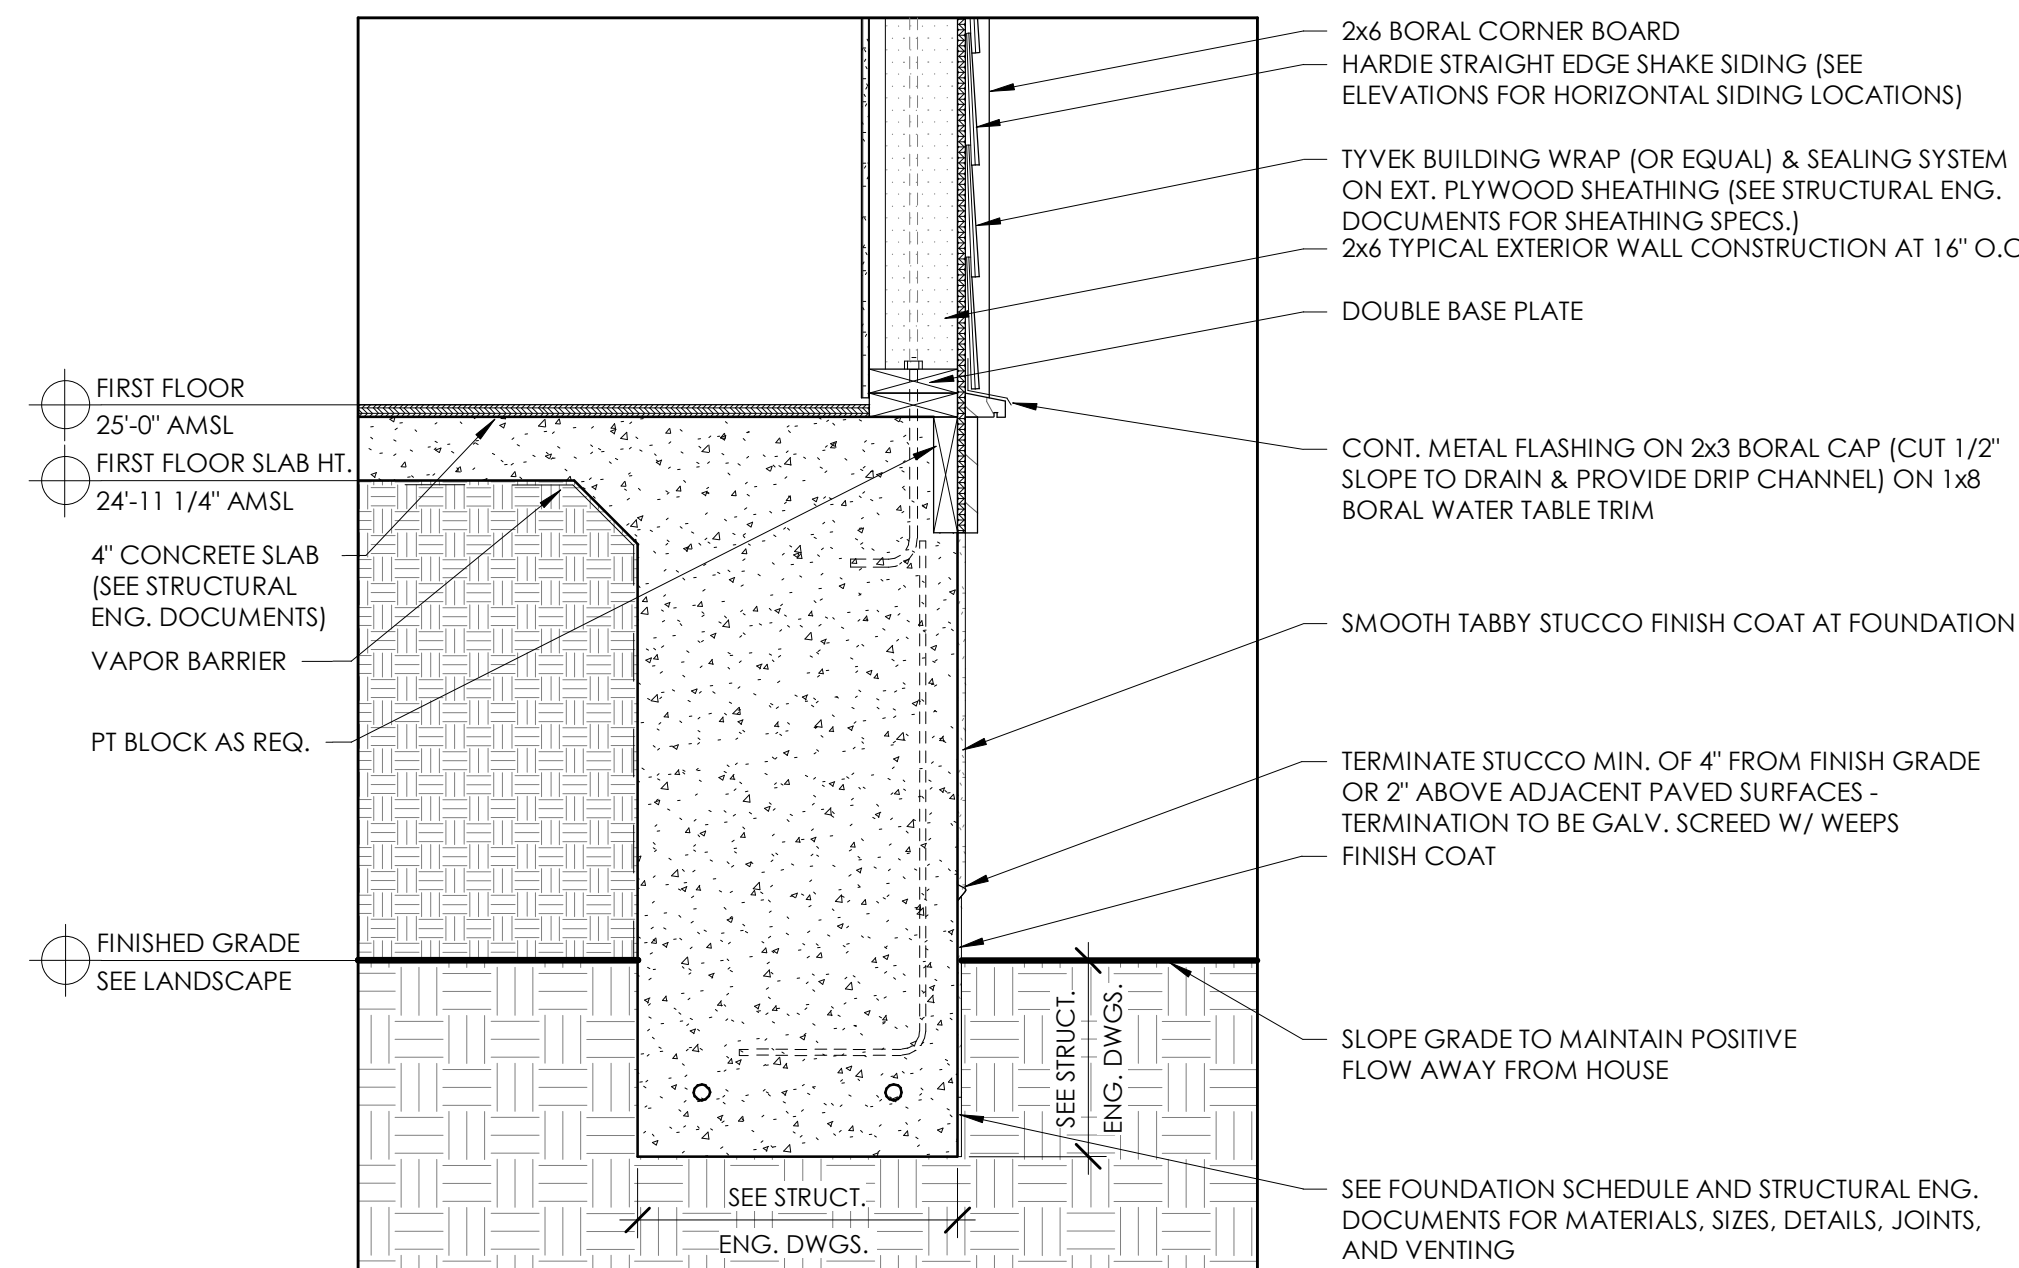 2x6 BORAL CORNER BOARD
HARDIE STRAIGHT EDGE SHAKE SIDING (SEE
ELEVATIONS FOR HORIZONTAL SIDING LOCATIONS)
TYVEK BUILDING WRAP (OR EQUAL) & SEALING SYSTEM
ON EXT. PLYWOOD SHEATHING (SEE STRUCTURAL ENG.
DOCUMENTS FOR SHEATHING SPECS.)
2x6 TYPICAL EXTERIOR WALL CONSTRUCTION AT 16" O.C
DOUBLE BASE PLATE
CONT. METAL FLASHING ON 2x3 BORAL CAP (CUT 1/2"
SLOPE TO DRAIN & PROVIDE DRIP CHANNEL) ON 1x8
BORAL WATER TABLE TRIM
SMOOTH TABBY STUCCO FINISH COAT AT FOUNDATION
TERMINATE STUCCO MIN. OF 4" FROM FINISH GRADE
OR 2" ABOVE ADJACENT PAVED SURFACES -
TERMINATION TO BE GALV. SCREED W/ WEEPS
FINISH COAT
SLOPE GRADE TO MAINTAIN POSITIVE
FLOW AWAY FROM HOUSE
SEE FOUNDATION SCHEDULE AND STRUCTURAL ENG.
DOCUMENTS FOR MATERIALS, SIZES, DETAILS, JOINTS,
AND VENTING
FIRST FLOOR
25'-0" AMSL
FIRST FLOOR SLAB HT.
24'-11 1/4" AMSL
4" CONCRETE SLAB
(SEE STRUCTURAL
ENG. DOCUMENTS)
VAPOR BARRIER
PT BLOCK AS REQ.
FINISHED GRADE
SEE LANDSCAPE
SEE STRUCT.
ENG. DWGS.
SEE STRUCT.
ENG. DWGS.